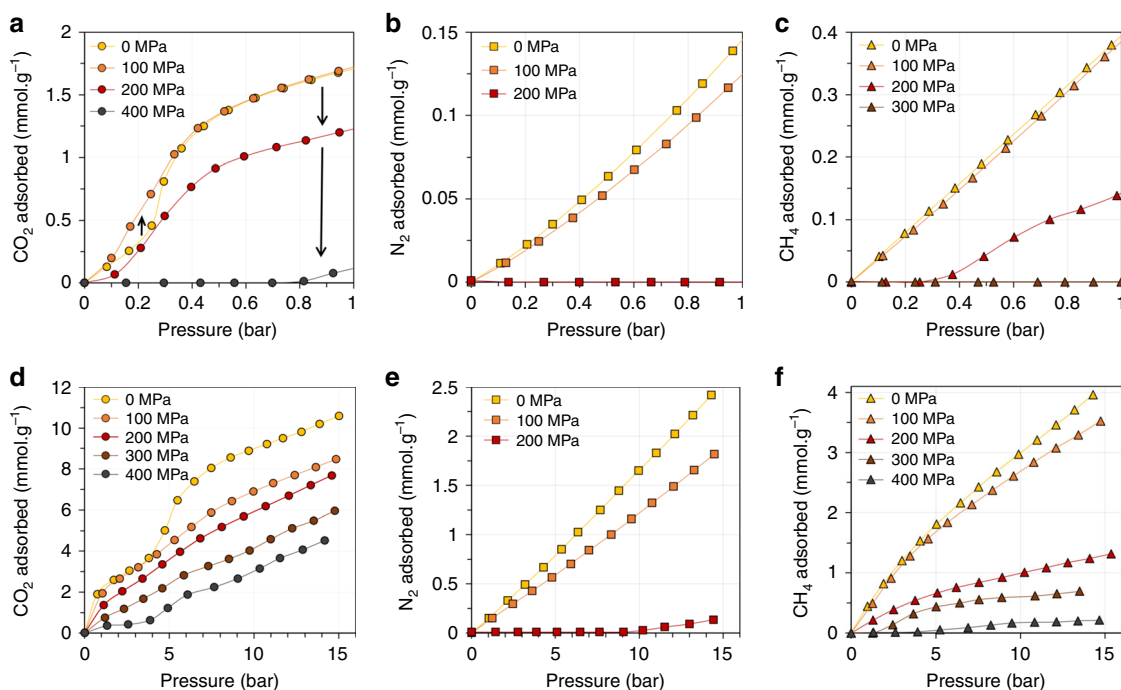 a
CO₂ adsorbed (mmol.g⁻¹)
2
1.5
1
0.5
0
0 MPa
100 MPa
200 MPa
400 MPa
0 0.2 0.4 0.6 0.8 1
Pressure (bar)
b
N₂ adsorbed (mmol.g⁻¹)
0.15
0.1
0.05
0
0 MPa
100 MPa
200 MPa
0 0.2 0.4 0.6 0.8 1
Pressure (bar)
c
CH₄ adsorbed (mmol.g⁻¹)
0.4
0.3
0.2
0.1
0
0 MPa
100 MPa
200 MPa
300 MPa
0 0.2 0.4 0.6 0.8 1
Pressure (bar)
d
CO₂ adsorbed (mmol.g⁻¹)
12
10
8
6
4
2
0
0 MPa
100 MPa
200 MPa
300 MPa
400 MPa
0 5 10 15
Pressure (bar)
e
N₂ adsorbed (mmol.g⁻¹)
2.5
2
1.5
1
0.5
0
0 MPa
100 MPa
200 MPa
0 5 10 15
Pressure (bar)
f
CH₄ adsorbed (mmol.g⁻¹)
4
3
2
1
0
0 MPa
100 MPa
200 MPa
300 MPa
400 MPa
0 5 10 15
Pressure (bar)